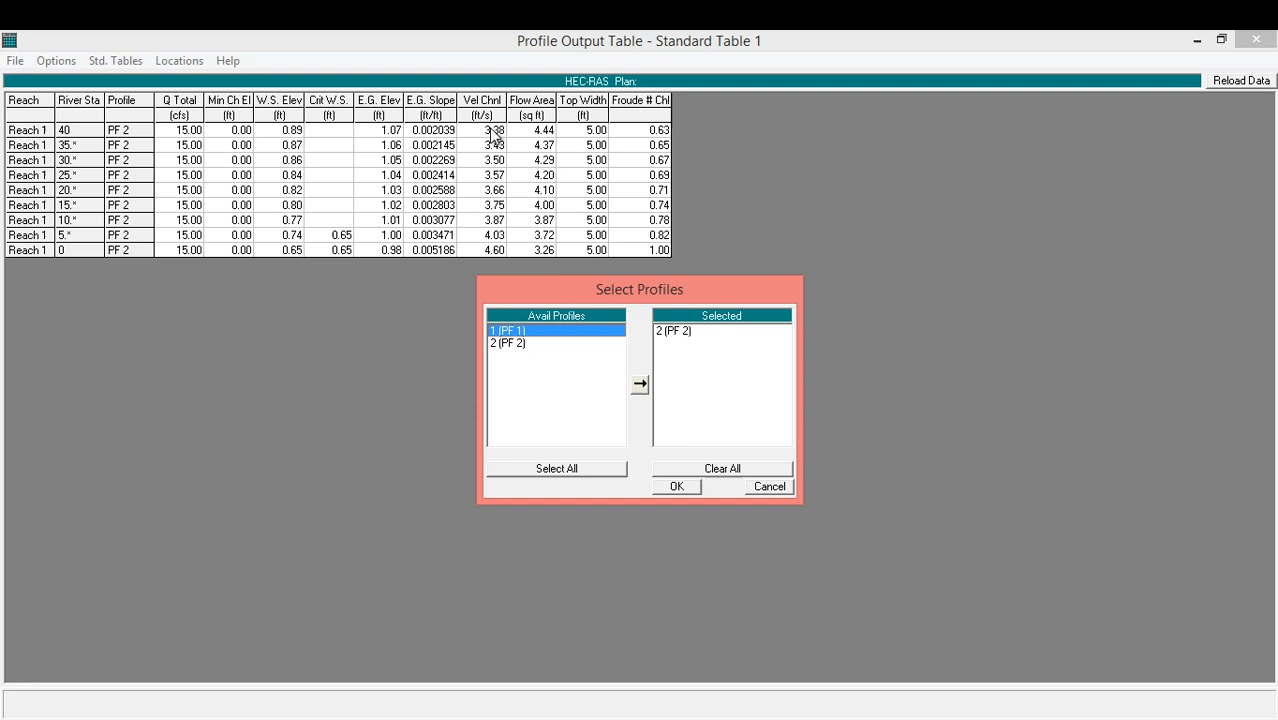 Profile Output Table - Standard Table 1
File Options Std. Tables Locations Help
HEC-RAS Plan: Reload Data
Reach River Sta Profile Q Total Min Ch El W.S. Elev Crit W.S. E.G. Elev E.G. Slope Vel Chnl Flow Area Top Width Froude # Chl
(cfs) (ft) (ft) (ft) (ft) (ft/ft) (ft/s) (sq ft) (ft)
Reach 1 40 PF 2 15.00 0.00 0.89 1.07 0.002039 3.38 4.44 5.00 0.63
Reach 1 35.* PF 2 15.00 0.00 0.87 1.06 0.002145 3.43 4.37 5.00 0.65
Reach 1 30.* PF 2 15.00 0.00 0.86 1.05 0.002269 3.50 4.29 5.00 0.67
Reach 1 25.* PF 2 15.00 0.00 0.84 1.04 0.002414 3.57 4.20 5.00 0.69
Reach 1 20.* PF 2 15.00 0.00 0.82 1.03 0.002588 3.66 4.10 5.00 0.71
Reach 1 15.* PF 2 15.00 0.00 0.80 1.02 0.002803 3.75 4.00 5.00 0.74
Reach 1 10.* PF 2 15.00 0.00 0.77 1.01 0.003077 3.87 3.87 5.00 0.78
Reach 1 5.* PF 2 15.00 0.00 0.74 0.65 1.00 0.003471 4.03 3.72 5.00 0.82
Reach 1 0 PF 2 15.00 0.00 0.65 0.65 0.98 0.005186 4.60 3.26 5.00 1.00
Select Profiles
Avail Profiles Selected
1 (PF 1) 2 (PF 2)
2 (PF 2)
Select All Clear All
OK Cancel